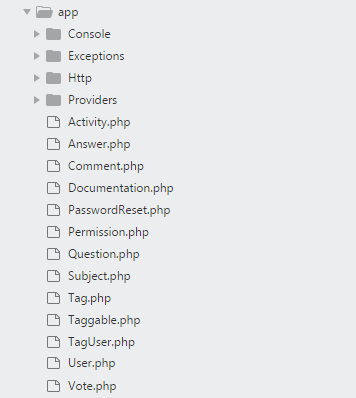 app
Console
Exceptions
Http
Providers
Activity.php
Answer.php
Comment.php
Documentation.php
PasswordReset.php
Permission.php
Question.php
Subject.php
Tag.php
Taggable.php
TagUser.php
User.php
Vote.php